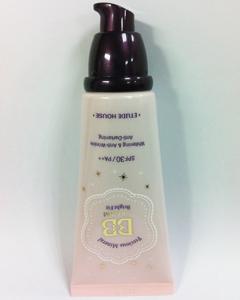 Precious Mineral
BB
Bright Fit
SPF30 / PA++
Anti-Darkening
Whitening & Anti-Wrinkle
• ETUDE HOUSE •